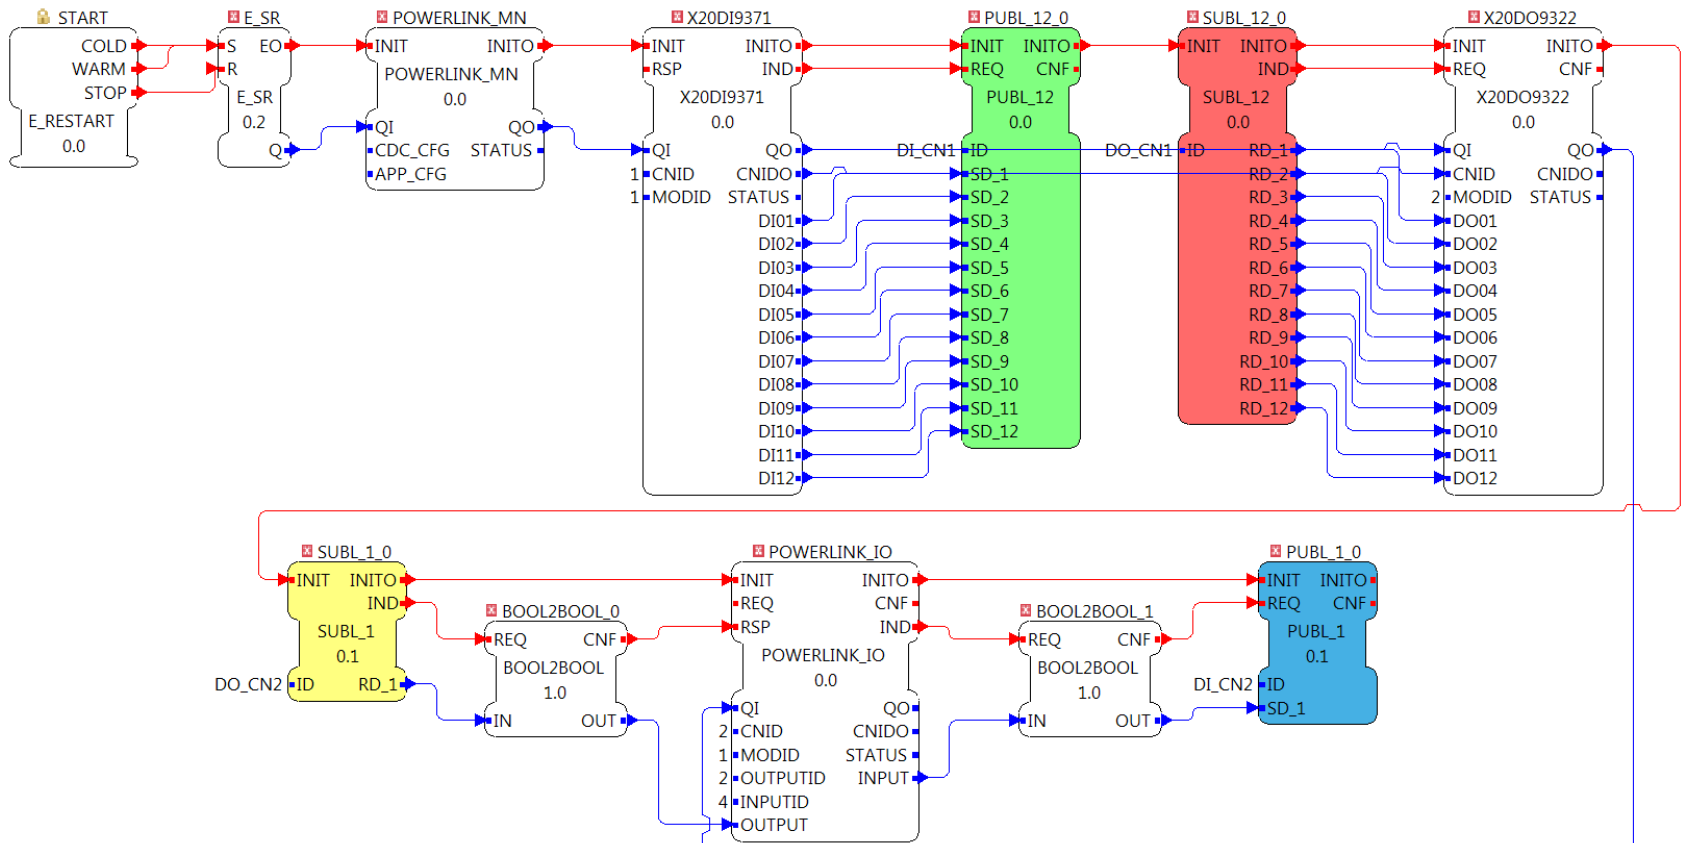 START
COLD
WARM
STOP
E_RESTART
0.0
E_SR
S EO
R
E_SR
0.2
Q
POWERLINK_MN
INIT INITO
POWERLINK_MN
0.0
QI QO
CDC_CFG STATUS
APP_CFG
X20DI9371
INIT INITO
RSP IND
X20DI9371
0.0
QI QO
1 CNID CNIDO
1 MODID STATUS
DI01
DI02
DI03
DI04
DI05
DI06
DI07
DI08
DI09
DI10
DI11
DI12
PUBL_12_0
INIT INITO
REQ CNF
PUBL_12
0.0
DI_CN1 ID
SD_1
SD_2
SD_3
SD_4
SD_5
SD_6
SD_7
SD_8
SD_9
SD_10
SD_11
SD_12
SUBL_12_0
INIT INITO
IND
SUBL_12
0.0
DO_CN1 ID RD_1
RD_2
RD_3
RD_4
RD_5
RD_6
RD_7
RD_8
RD_9
RD_10
RD_11
RD_12
X20DO9322
INIT INITO
REQ CNF
X20DO9322
0.0
QI QO
CNID CNIDO
2 MODID STATUS
DO01
DO02
DO03
DO04
DO05
DO06
DO07
DO08
DO09
DO10
DO11
DO12
SUBL_1_0
INIT INITO
IND
SUBL_1
0.1
DO_CN2 ID RD_1
BOOL2BOOL_0
REQ CNF
BOOL2BOOL
1.0
IN OUT
POWERLINK_IO
INIT INITO
REQ CNF
RSP IND
POWERLINK_IO
0.0
QI QO
2 CNID CNIDO
1 MODID STATUS
2 OUTPUTID INPUT
4 INPUTID
OUTPUT
BOOL2BOOL_1
REQ CNF
BOOL2BOOL
1.0
IN OUT
PUBL_1_0
INIT INITO
REQ CNF
PUBL_1
0.1
DI_CN2 ID
SD_1